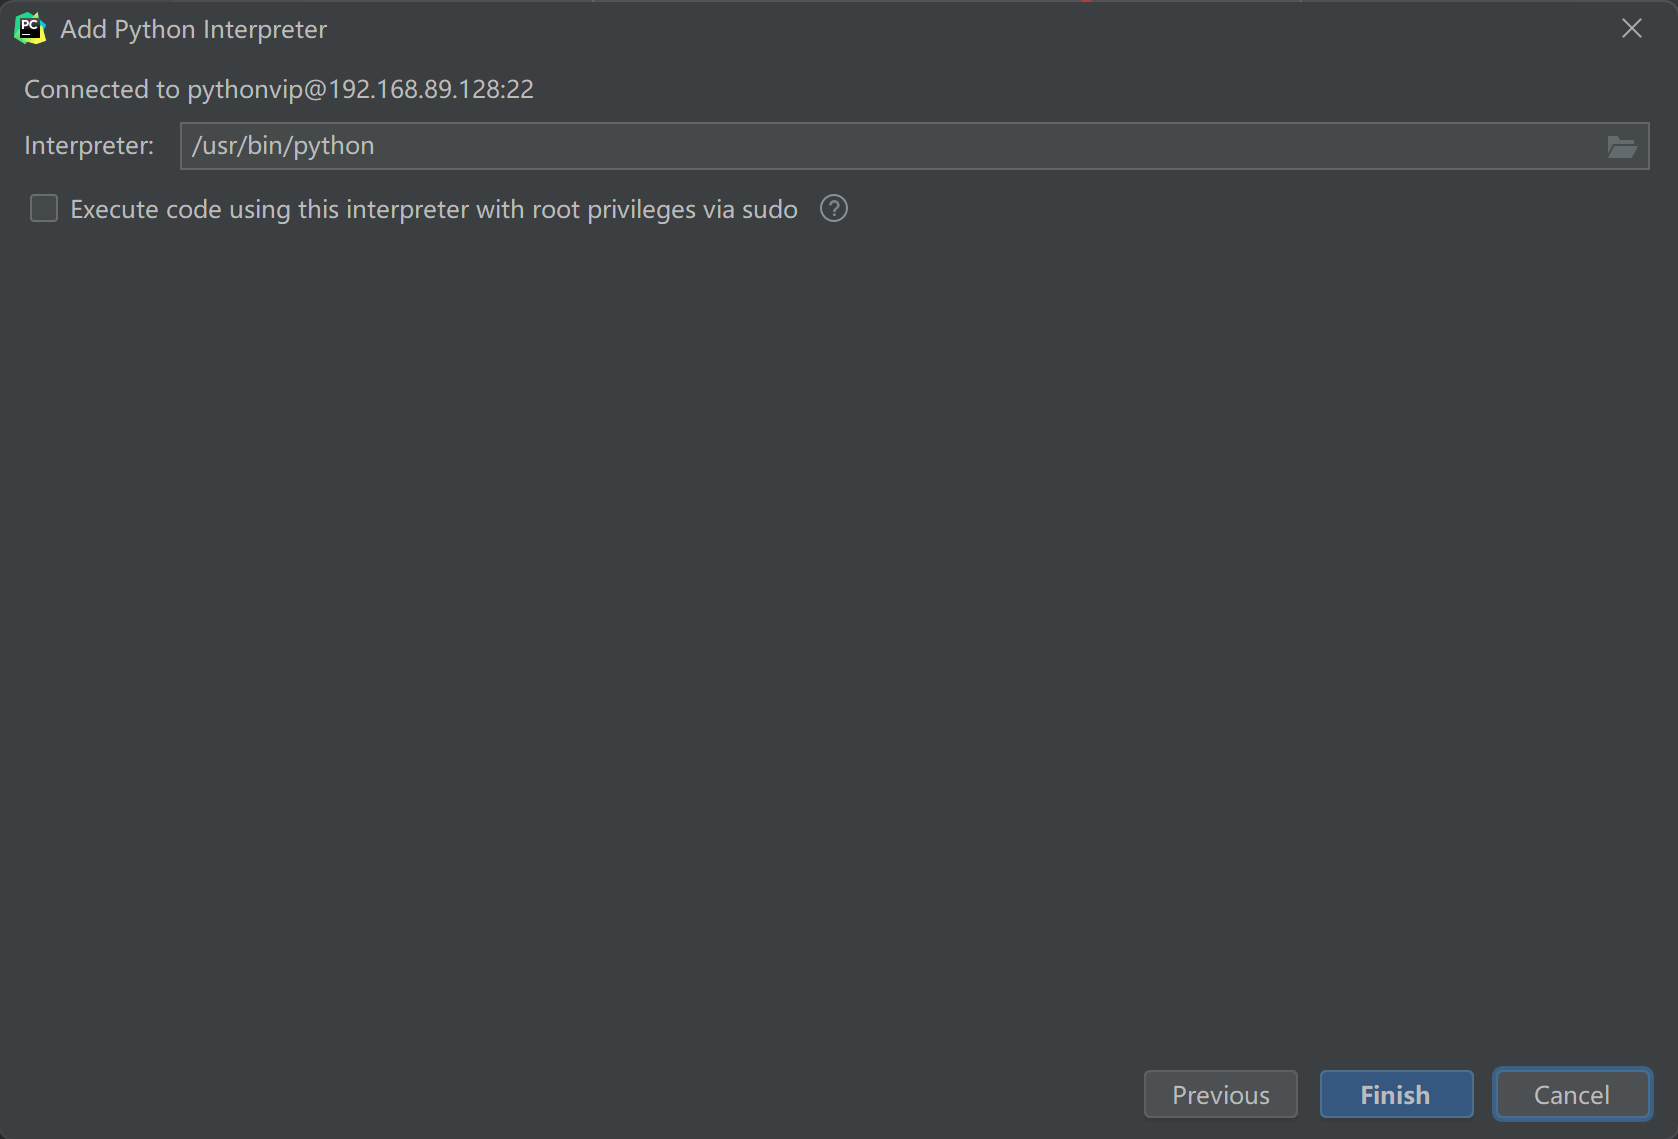 PC Add Python Interpreter
Connected to pythonvip@192.168.89.128:22
Interpreter: /usr/bin/python
Execute code using this interpreter with root privileges via sudo ?
Previous Finish Cancel